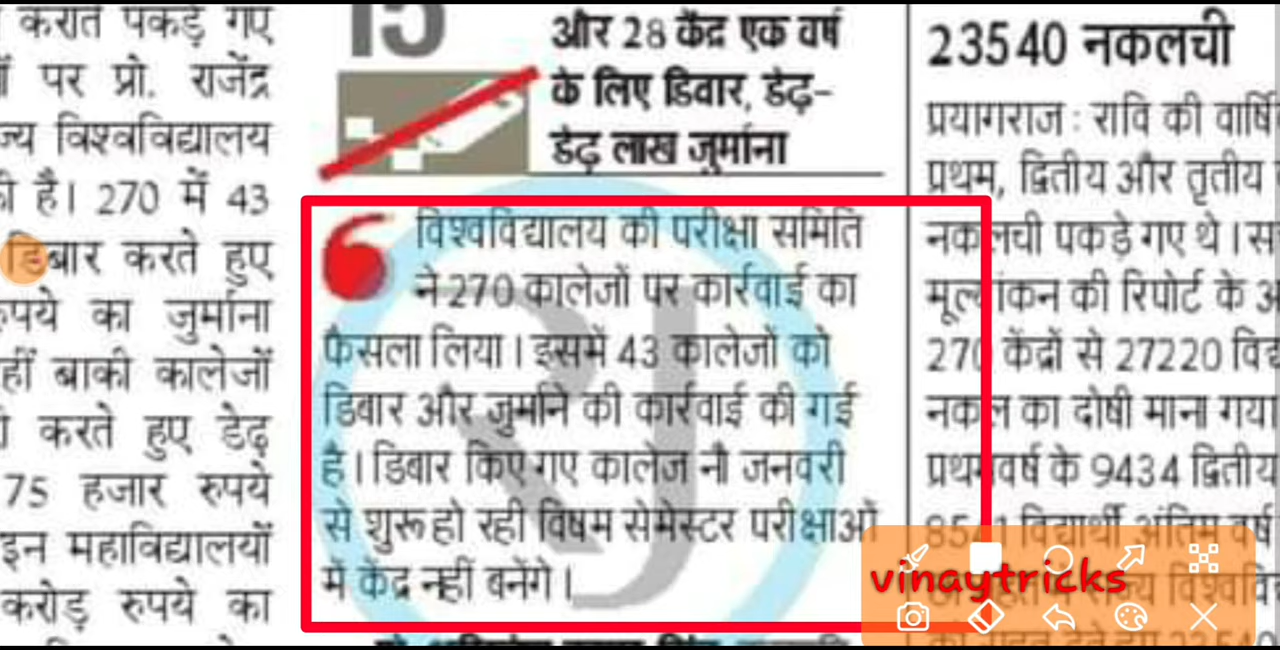 कराते पकड़े गए
पर प्रो. राजेंद्र
विश्वविद्यालय
है। 270 में 43
डिबार करते हुए
का जुर्माना
बाकी कालेजों
करते हुए डेढ़
75 हजार रुपये
इन महाविद्यालयों
करोड़ रुपये का
15
और 28 केंद्र एक वर्ष
के लिए डिवार, डेढ़-
डेढ़ लाख जुर्माना
विश्वविद्यालय की परीक्षा समिति
ने 270 कालेजों पर कार्रवाई का
फैसला लिया। इसमें 43 कालेजों को
डिबार और जुर्माने की कार्रवाई की गई
है। डिबार किए गए कालेज नौ जनवरी
से शुरू हो रही विषम सेमेस्टर परीक्षाओं
में केंद्र नहीं बनेंगे।
23540 नकलची
प्रयागराज : रावि की
प्रथम, द्वितीय और तृतीय
नकलची पकड़े गए थे।
मूल्यांकन की रिपोर्ट के
270 केंद्रों से 27220
नकल का दोषी माना गया
प्रथमवर्ष के 9434 द्वितीय
8541 विद्यार्थी अंतिम वर्ष
vinaytricks